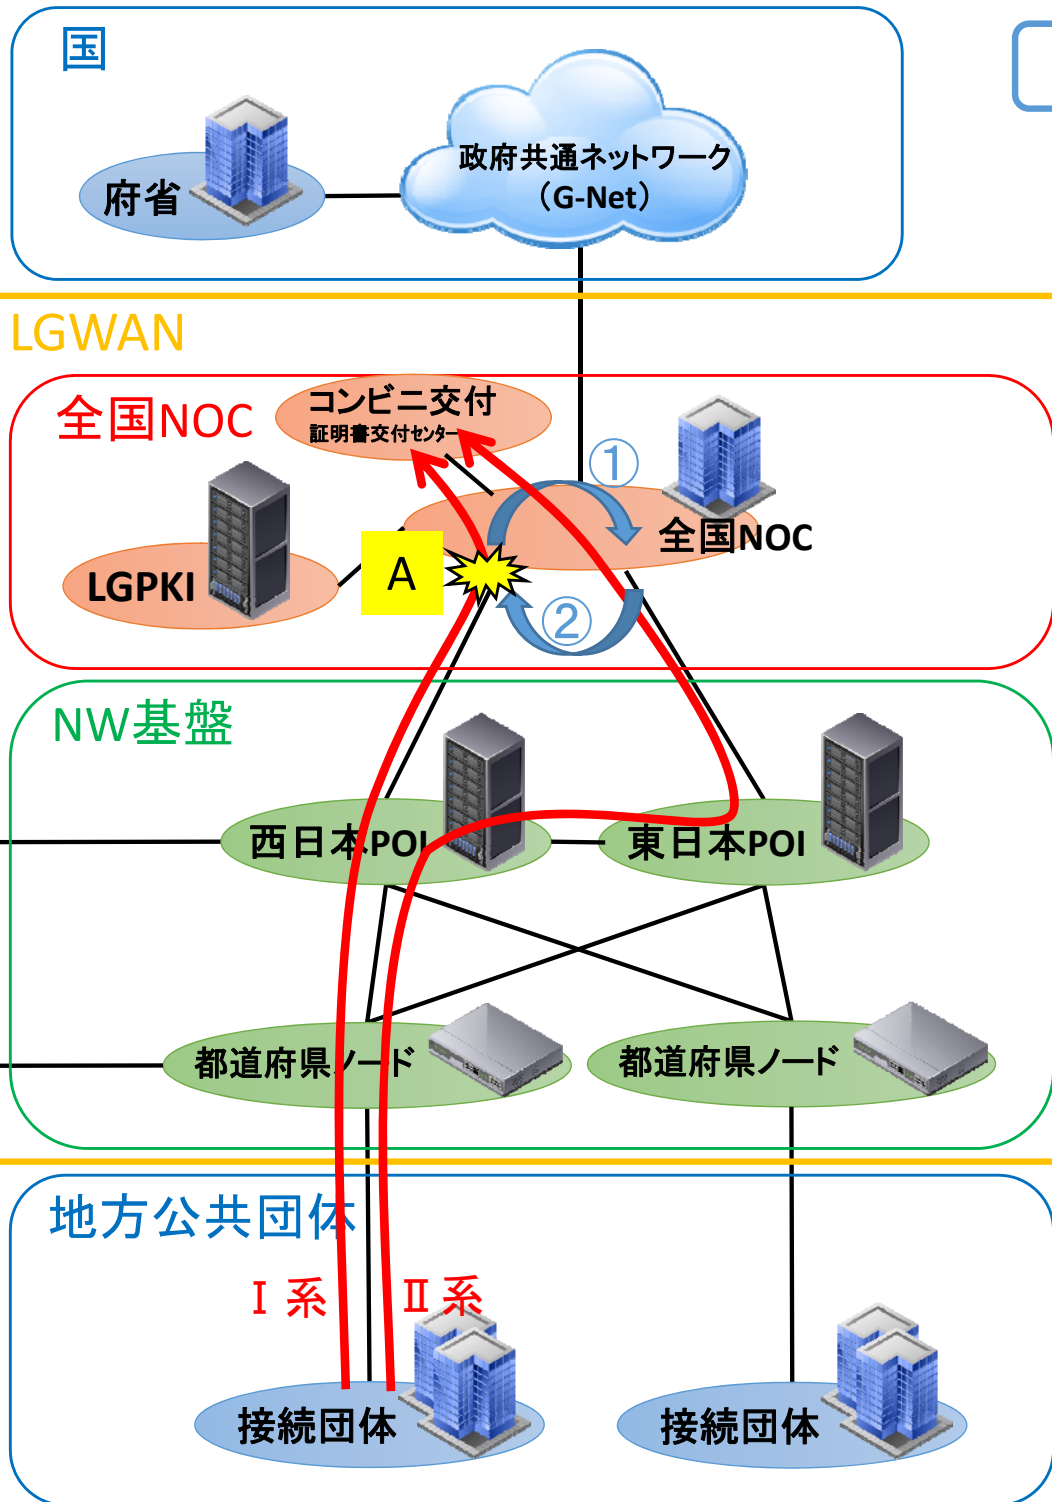 国
府省
政府共通ネットワーク
（G-Net）
LGWAN
全国NOC
コンビニ交付
証明書交付センター
①
全国NOC
LGPKI
A
②
NW基盤
西日本POI
東日本POI
都道府県ノード
都道府県ノード
地方公共団体
Ⅰ系
Ⅱ系
接続団体
接続団体